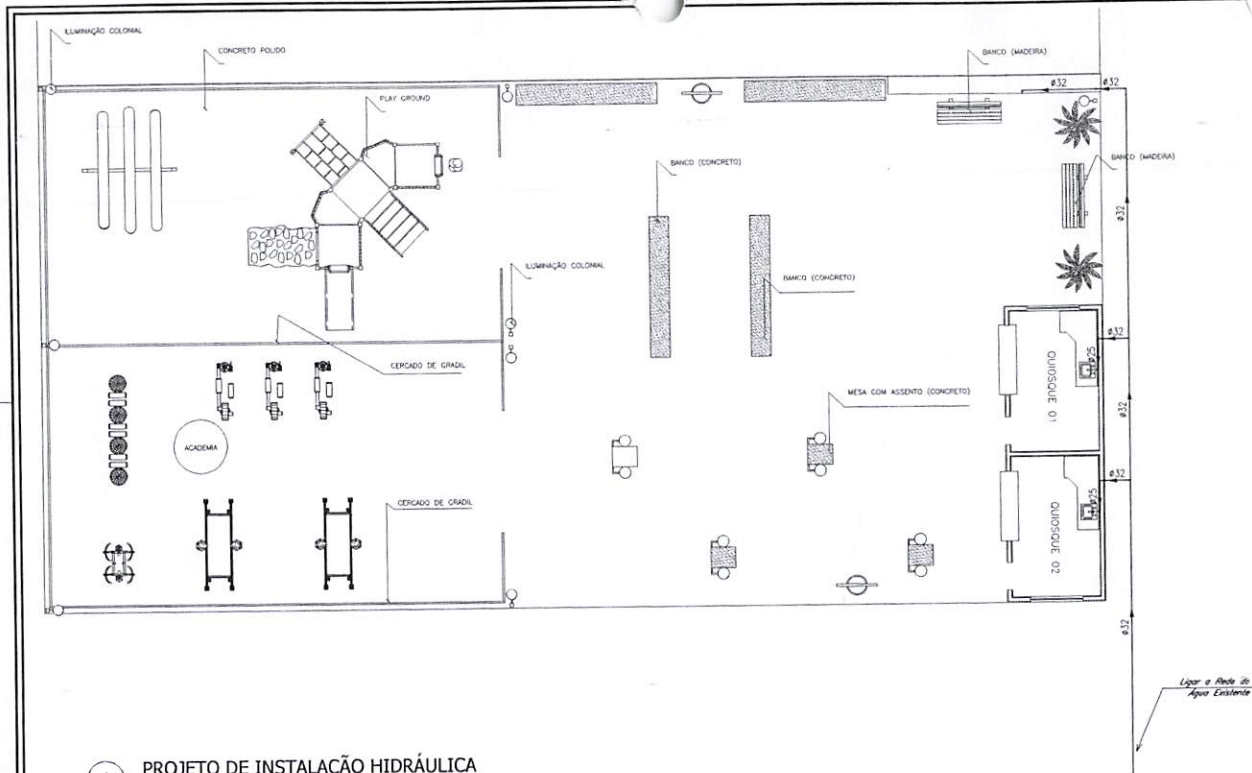 ILUMINAÇÃO COLONIAL
CONCRETO POLIDO
PLAY GROUND
BANCO (MADEIRA)
ø32
ø32
BANCO (CONCRETO)
BANCO (MADEIRA)
ø32
ILUMINAÇÃO COLONIAL
BANCO (CONCRETO)
ø32
CERCADO DE GRADIL
QUIOSQUE 01
ø25
MESA COM ASSENTO (CONCRETO)
ø32
ACADEMIA
ø32
CERCADO DE GRADIL
QUIOSQUE 02
ø25
ø32
Ligar a Rede de
Água Existente
PROJETO DE INSTALAÇÃO HIDRÁULICA